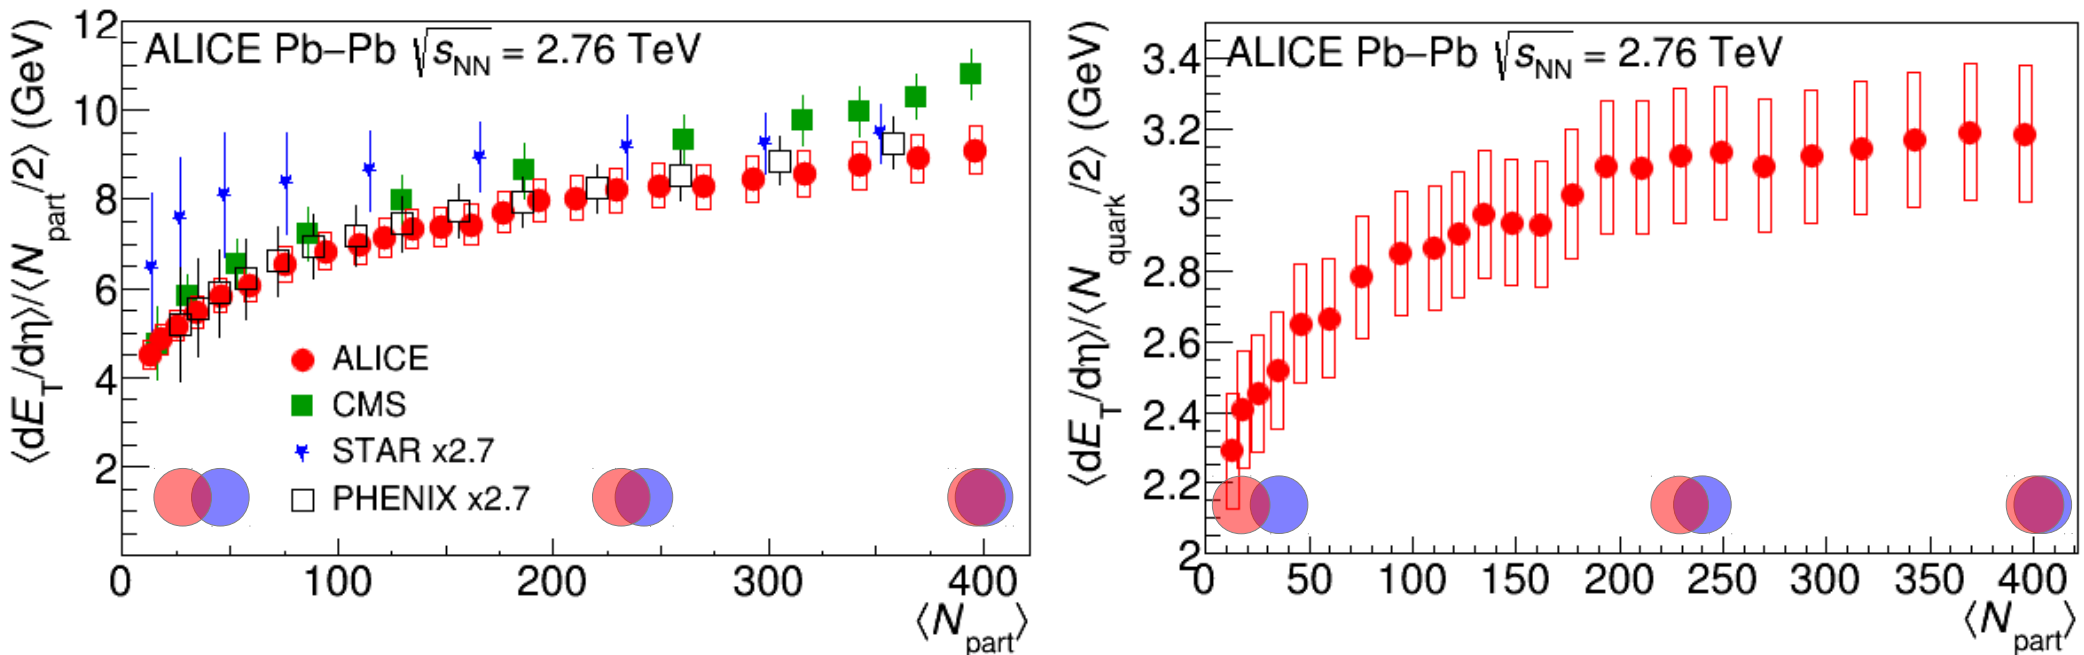 ALICE Pb–Pb √sNN = 2.76 TeV
⟨dET/dη⟩/⟨Npart/2⟩ (GeV)
12
10
8
6
4
2
ALICE
CMS
STAR x2.7
PHENIX x2.7
0 100 200 300 400
⟨Npart⟩
ALICE Pb–Pb √sNN = 2.76 TeV
⟨dET/dη⟩/⟨Nquark/2⟩ (GeV)
3.4
3.2
3
2.8
2.6
2.4
2.2
2
0 50 100 150 200 250 300 350 400
⟨Npart⟩